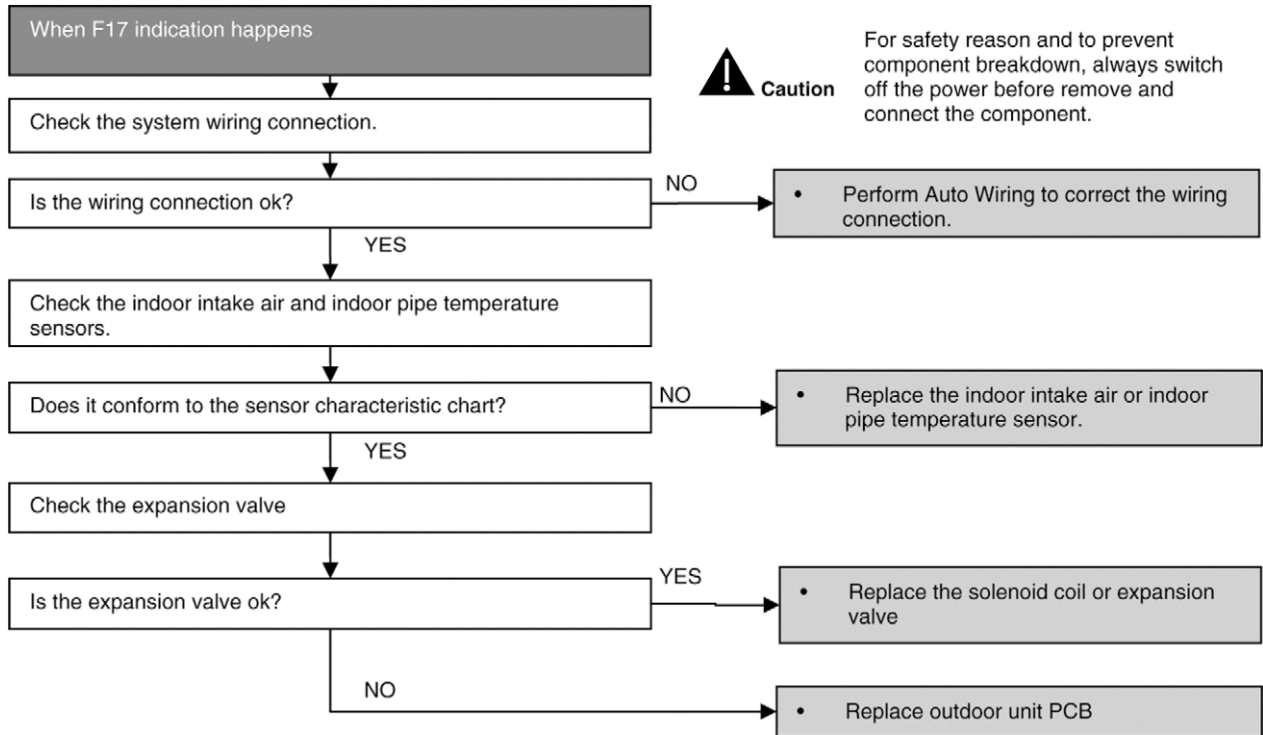 When F17 indication happens
Caution
For safety reason and to prevent
component breakdown, always switch
off the power before remove and
connect the component.
Check the system wiring connection.
Is the wiring connection ok?
NO
• Perform Auto Wiring to correct the wiring
connection.
YES
Check the indoor intake air and indoor pipe temperature
sensors.
Does it conform to the sensor characteristic chart?
NO
• Replace the indoor intake air or indoor
pipe temperature sensor.
YES
Check the expansion valve
Is the expansion valve ok?
YES
• Replace the solenoid coil or expansion
valve
NO
• Replace outdoor unit PCB